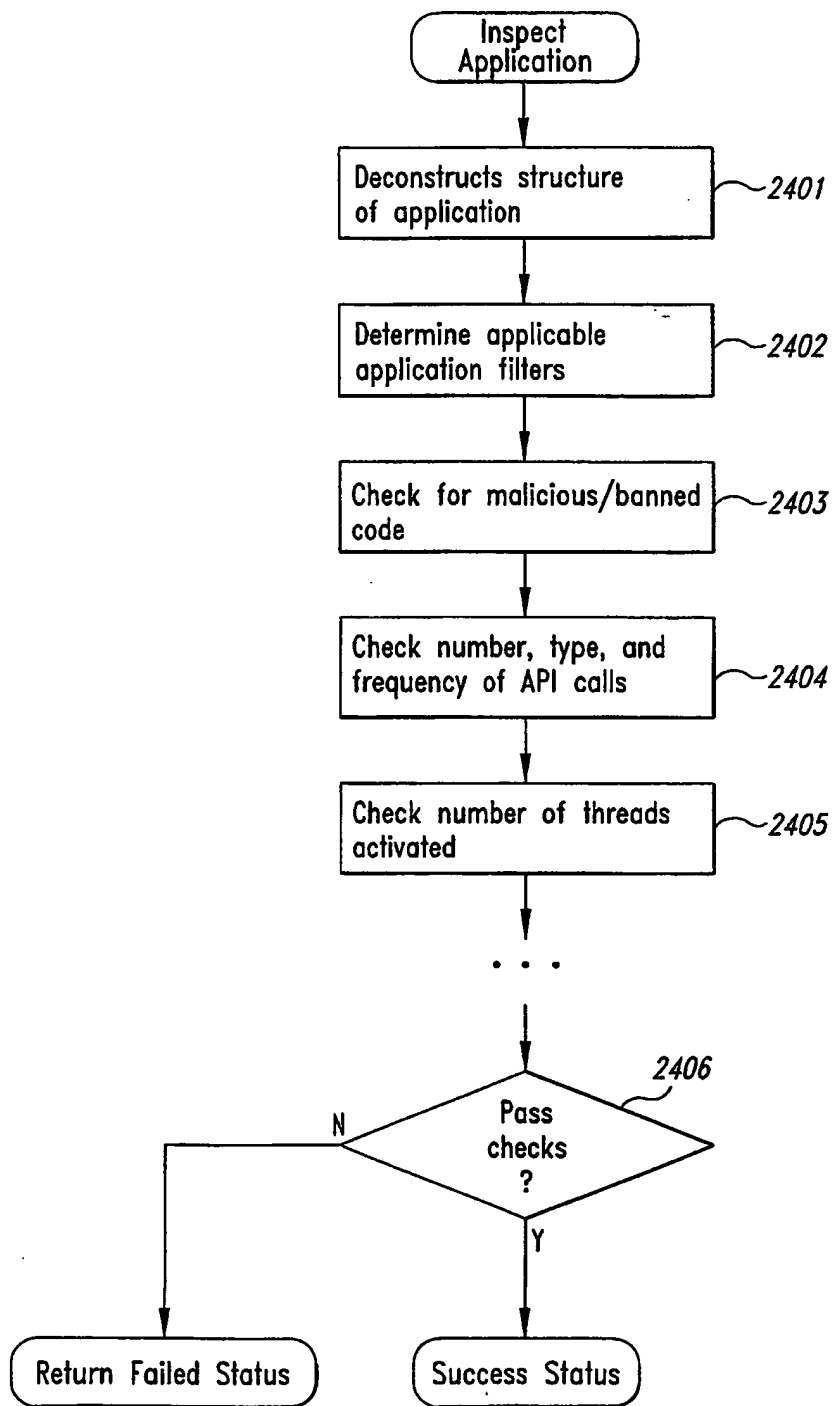 Inspect
Application
Deconstructs structure
of application
2401
Determine applicable
application filters
2402
Check for malicious/banned
code
2403
Check number, type, and
frequency of API calls
2404
Check number of threads
activated
2405
. . .
2406
Pass
checks
?
N
Y
Return Failed Status
Success Status